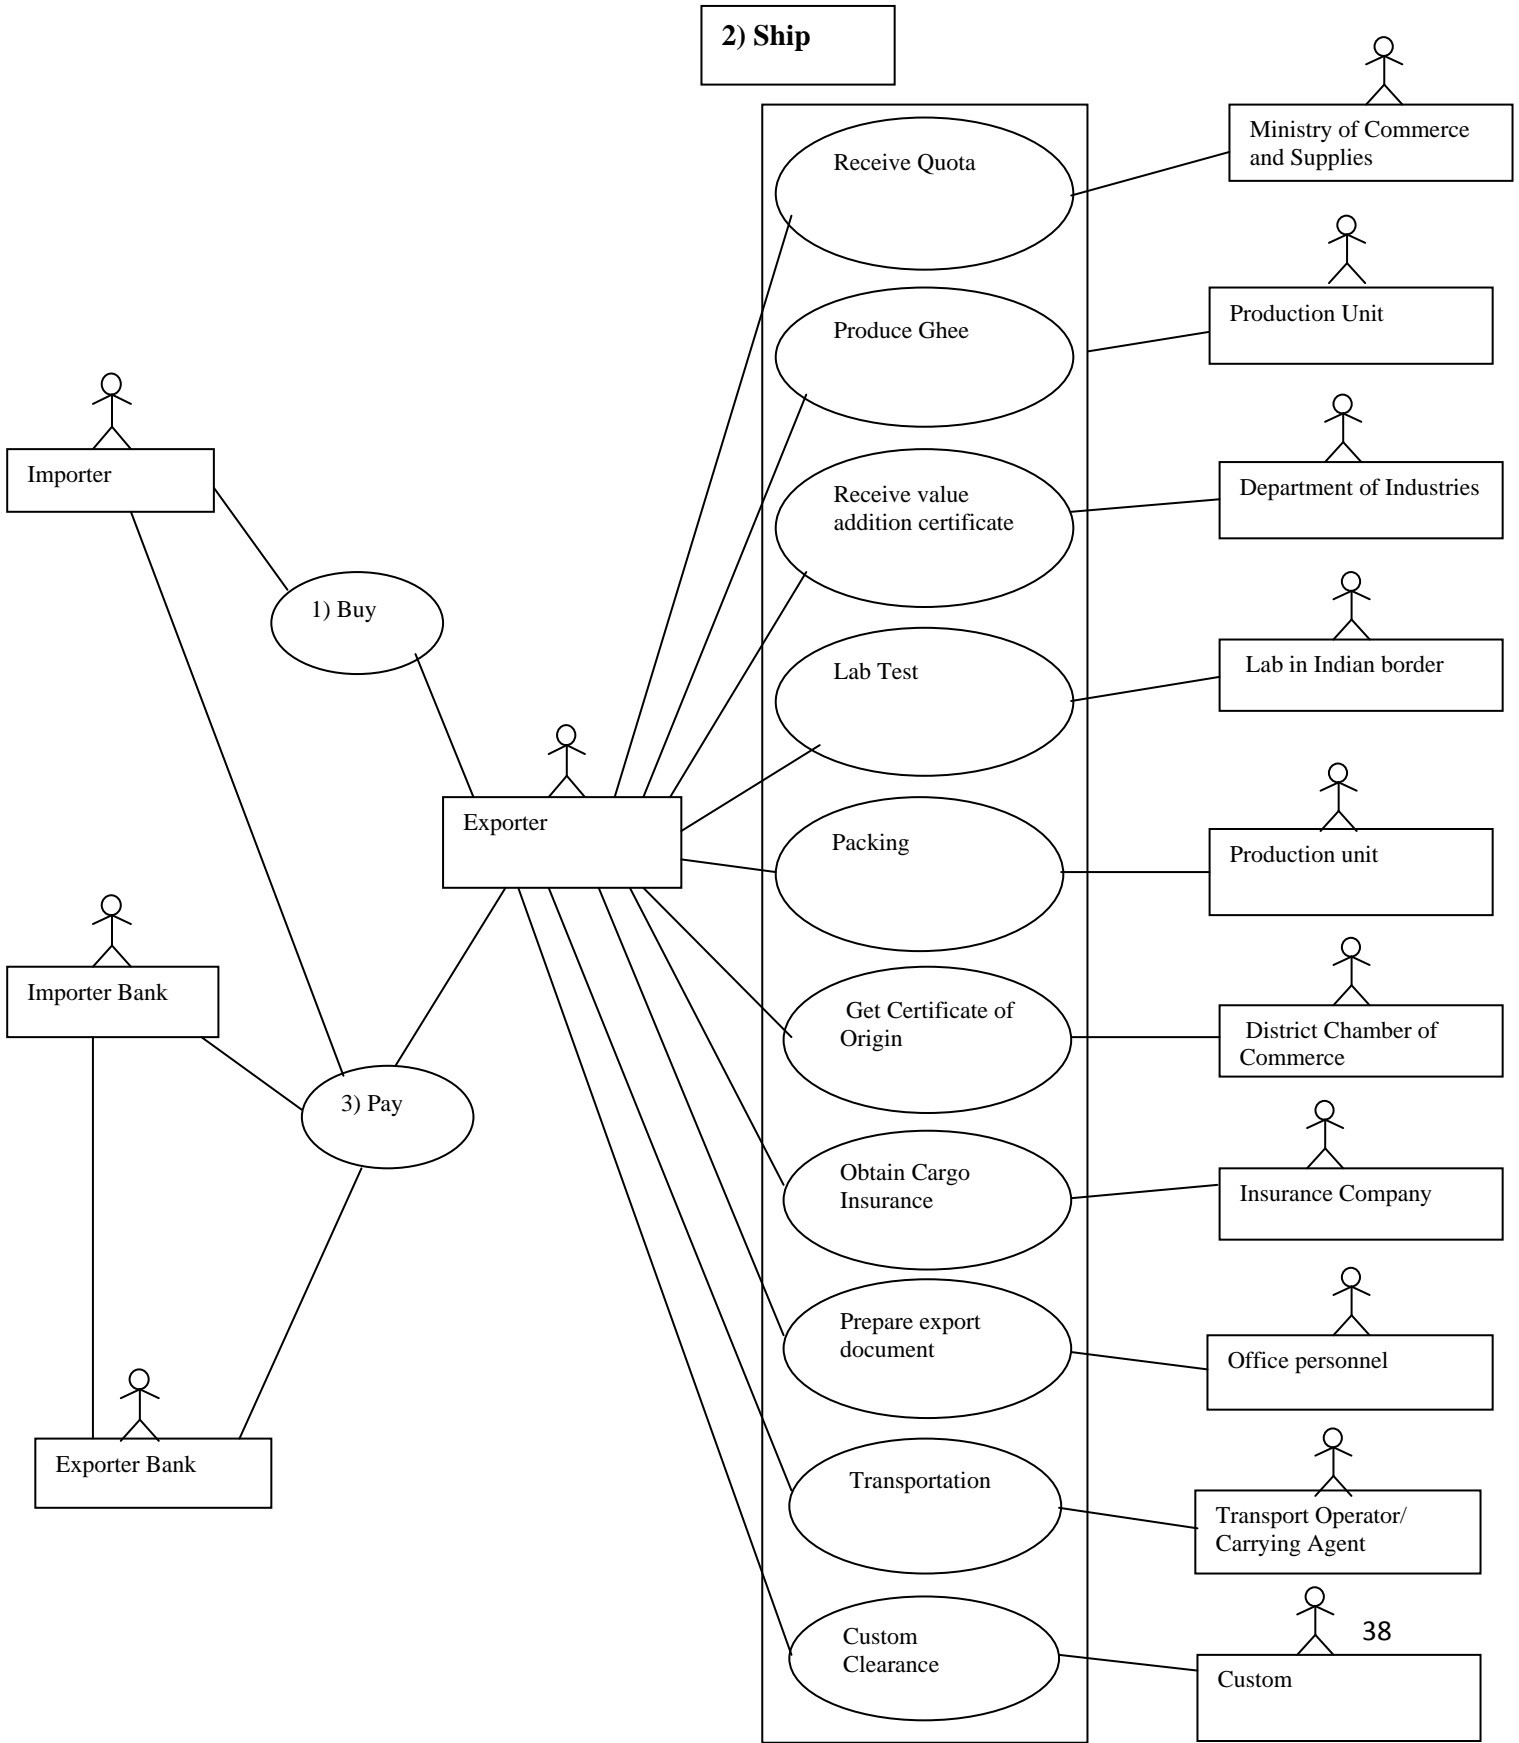 2) Ship
Ministry of Commerce
and Supplies
Receive Quota
Production Unit
Produce Ghee
Importer
Department of Industries
Receive value
addition certificate
1) Buy
Lab in Indian border
Lab Test
Exporter
Packing
Production unit
Importer Bank
Get Certificate of
Origin
District Chamber of
Commerce
3) Pay
Obtain Cargo
Insurance
Insurance Company
Prepare export
document
Office personnel
Exporter Bank
Transportation
Transport Operator/
Carrying Agent
Custom
Clearance
38
Custom